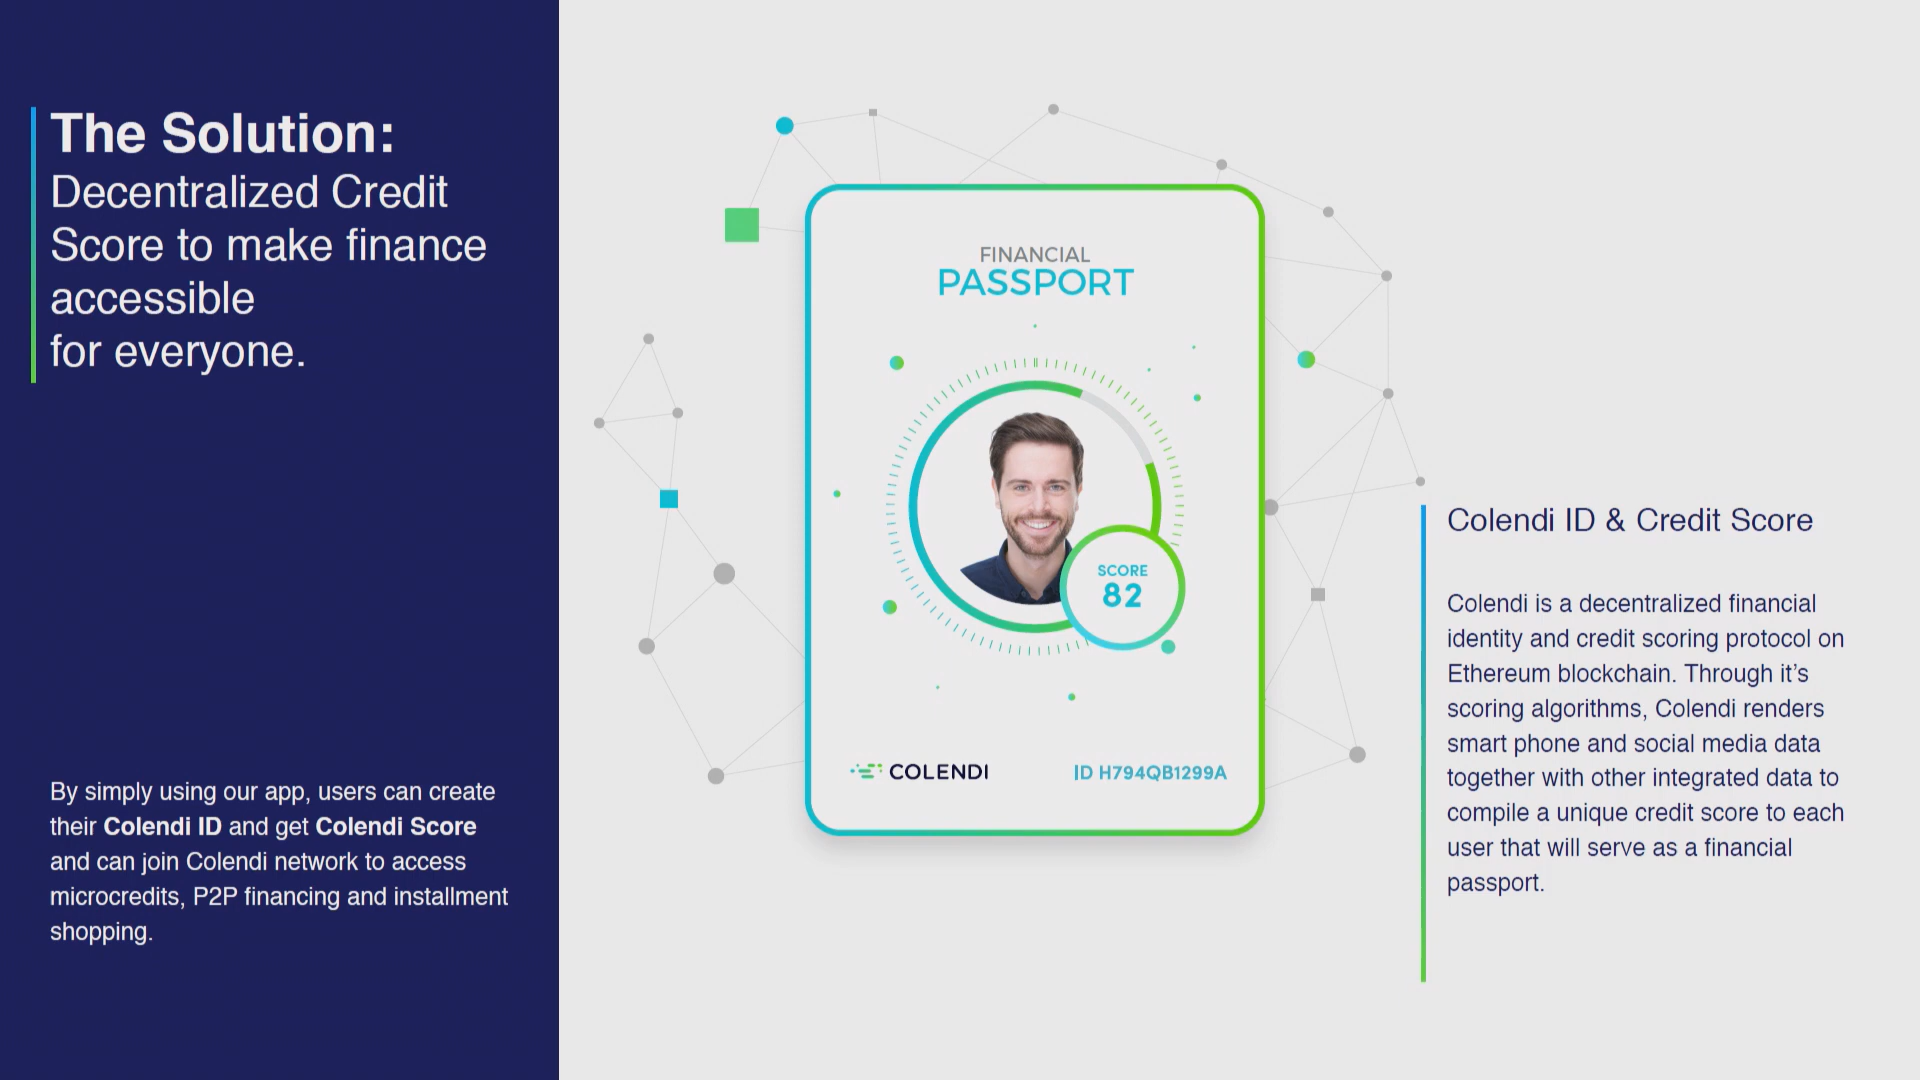 The Solution:
Decentralized Credit
Score to make finance
accessible
for everyone.
By simply using our app, users can create
their Colendi ID and get Colendi Score
and can join Colendi network to access
microcredits, P2P financing and installment
shopping.
FINANCIAL
PASSPORT
SCORE
82
COLENDI
ID H794QB1299A
Colendi ID & Credit Score
Colendi is a decentralized financial
identity and credit scoring protocol on
Ethereum blockchain. Through it’s
scoring algorithms, Colendi renders
smart phone and social media data
together with other integrated data to
compile a unique credit score to each
user that will serve as a financial
passport.